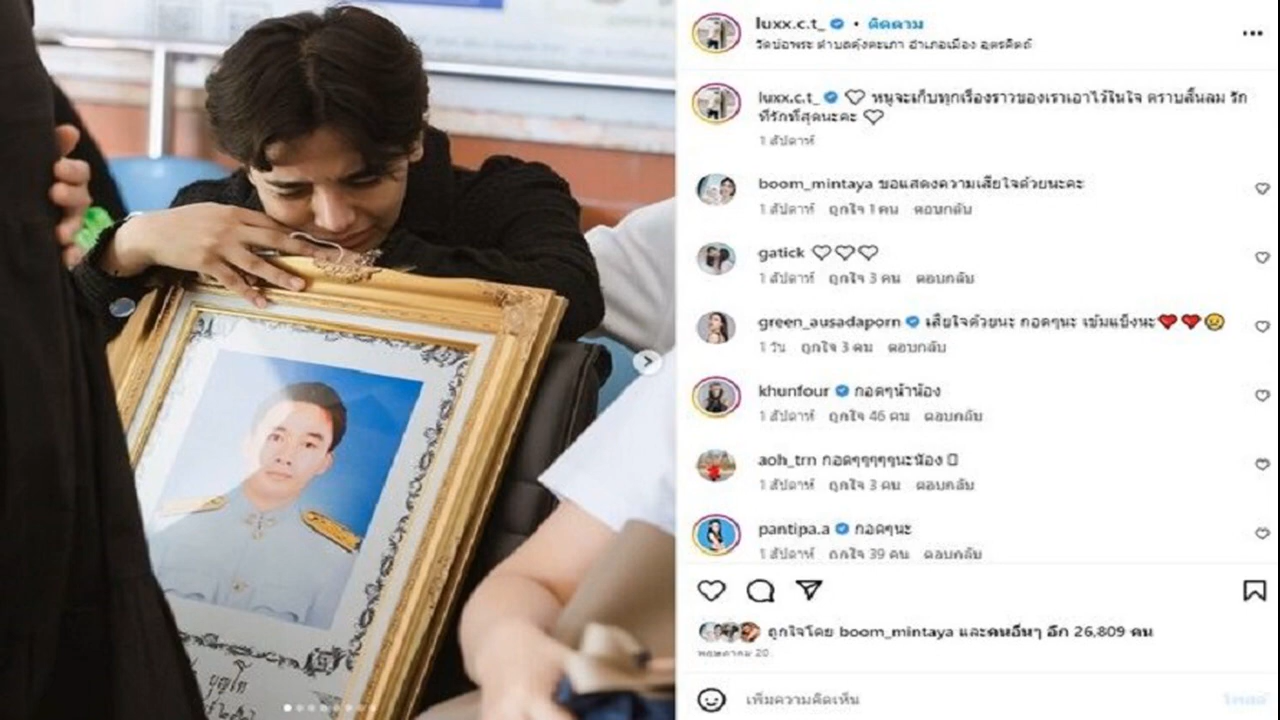 luxx.c.t_ • ติดตาม
วัดบ่อพระ ตำบลคุ้งตะเภา อำเภอเมือง อุตรดิตถ์
luxx.c.t_ หนูจะเก็บทุกเรื่องราวของเราเอาไว้ในใจ ตราบสิ้นลม รัก
ที่รักที่สุดนะคะ
1 สัปดาห์
boom_mintaya ขอแสดงความเสียใจด้วยนะคะ
1 สัปดาห์ ถูกใจ 1 คน ตอบกลับ
gatick
1 สัปดาห์ ถูกใจ 3 คน ตอบกลับ
green_ausadaporn เสียใจด้วยนะ กอดๆนะ เข้มแข็งนะ
1 วัน ถูกใจ 3 คน ตอบกลับ
khunfour กอดๆน้าน้อง
1 สัปดาห์ ถูกใจ 46 คน ตอบกลับ
aoh_trn กอดๆๆๆๆๆนะน้อง
1 สัปดาห์ ถูกใจ 3 คน ตอบกลับ
pantipa.a กอดๆนะ
1 สัปดาห์ ถูกใจ 39 คน ตอบกลับ
ถูกใจโดย boom_mintaya และคนอื่นๆ อีก 26,809 คน
พฤษภาคม 20
เพิ่มความคิดเห็น
โพสต์
บุญโท